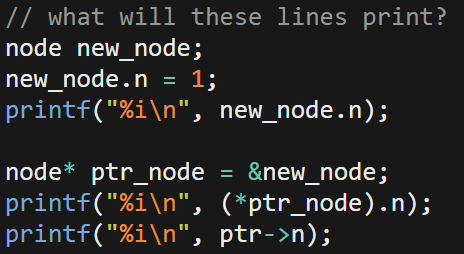 // what will these lines print?
node new_node;
new_node.n = 1;
printf("%i\n", new_node.n);
node* ptr_node = &new_node;
printf("%i\n", (*ptr_node).n);
printf("%i\n", ptr->n);